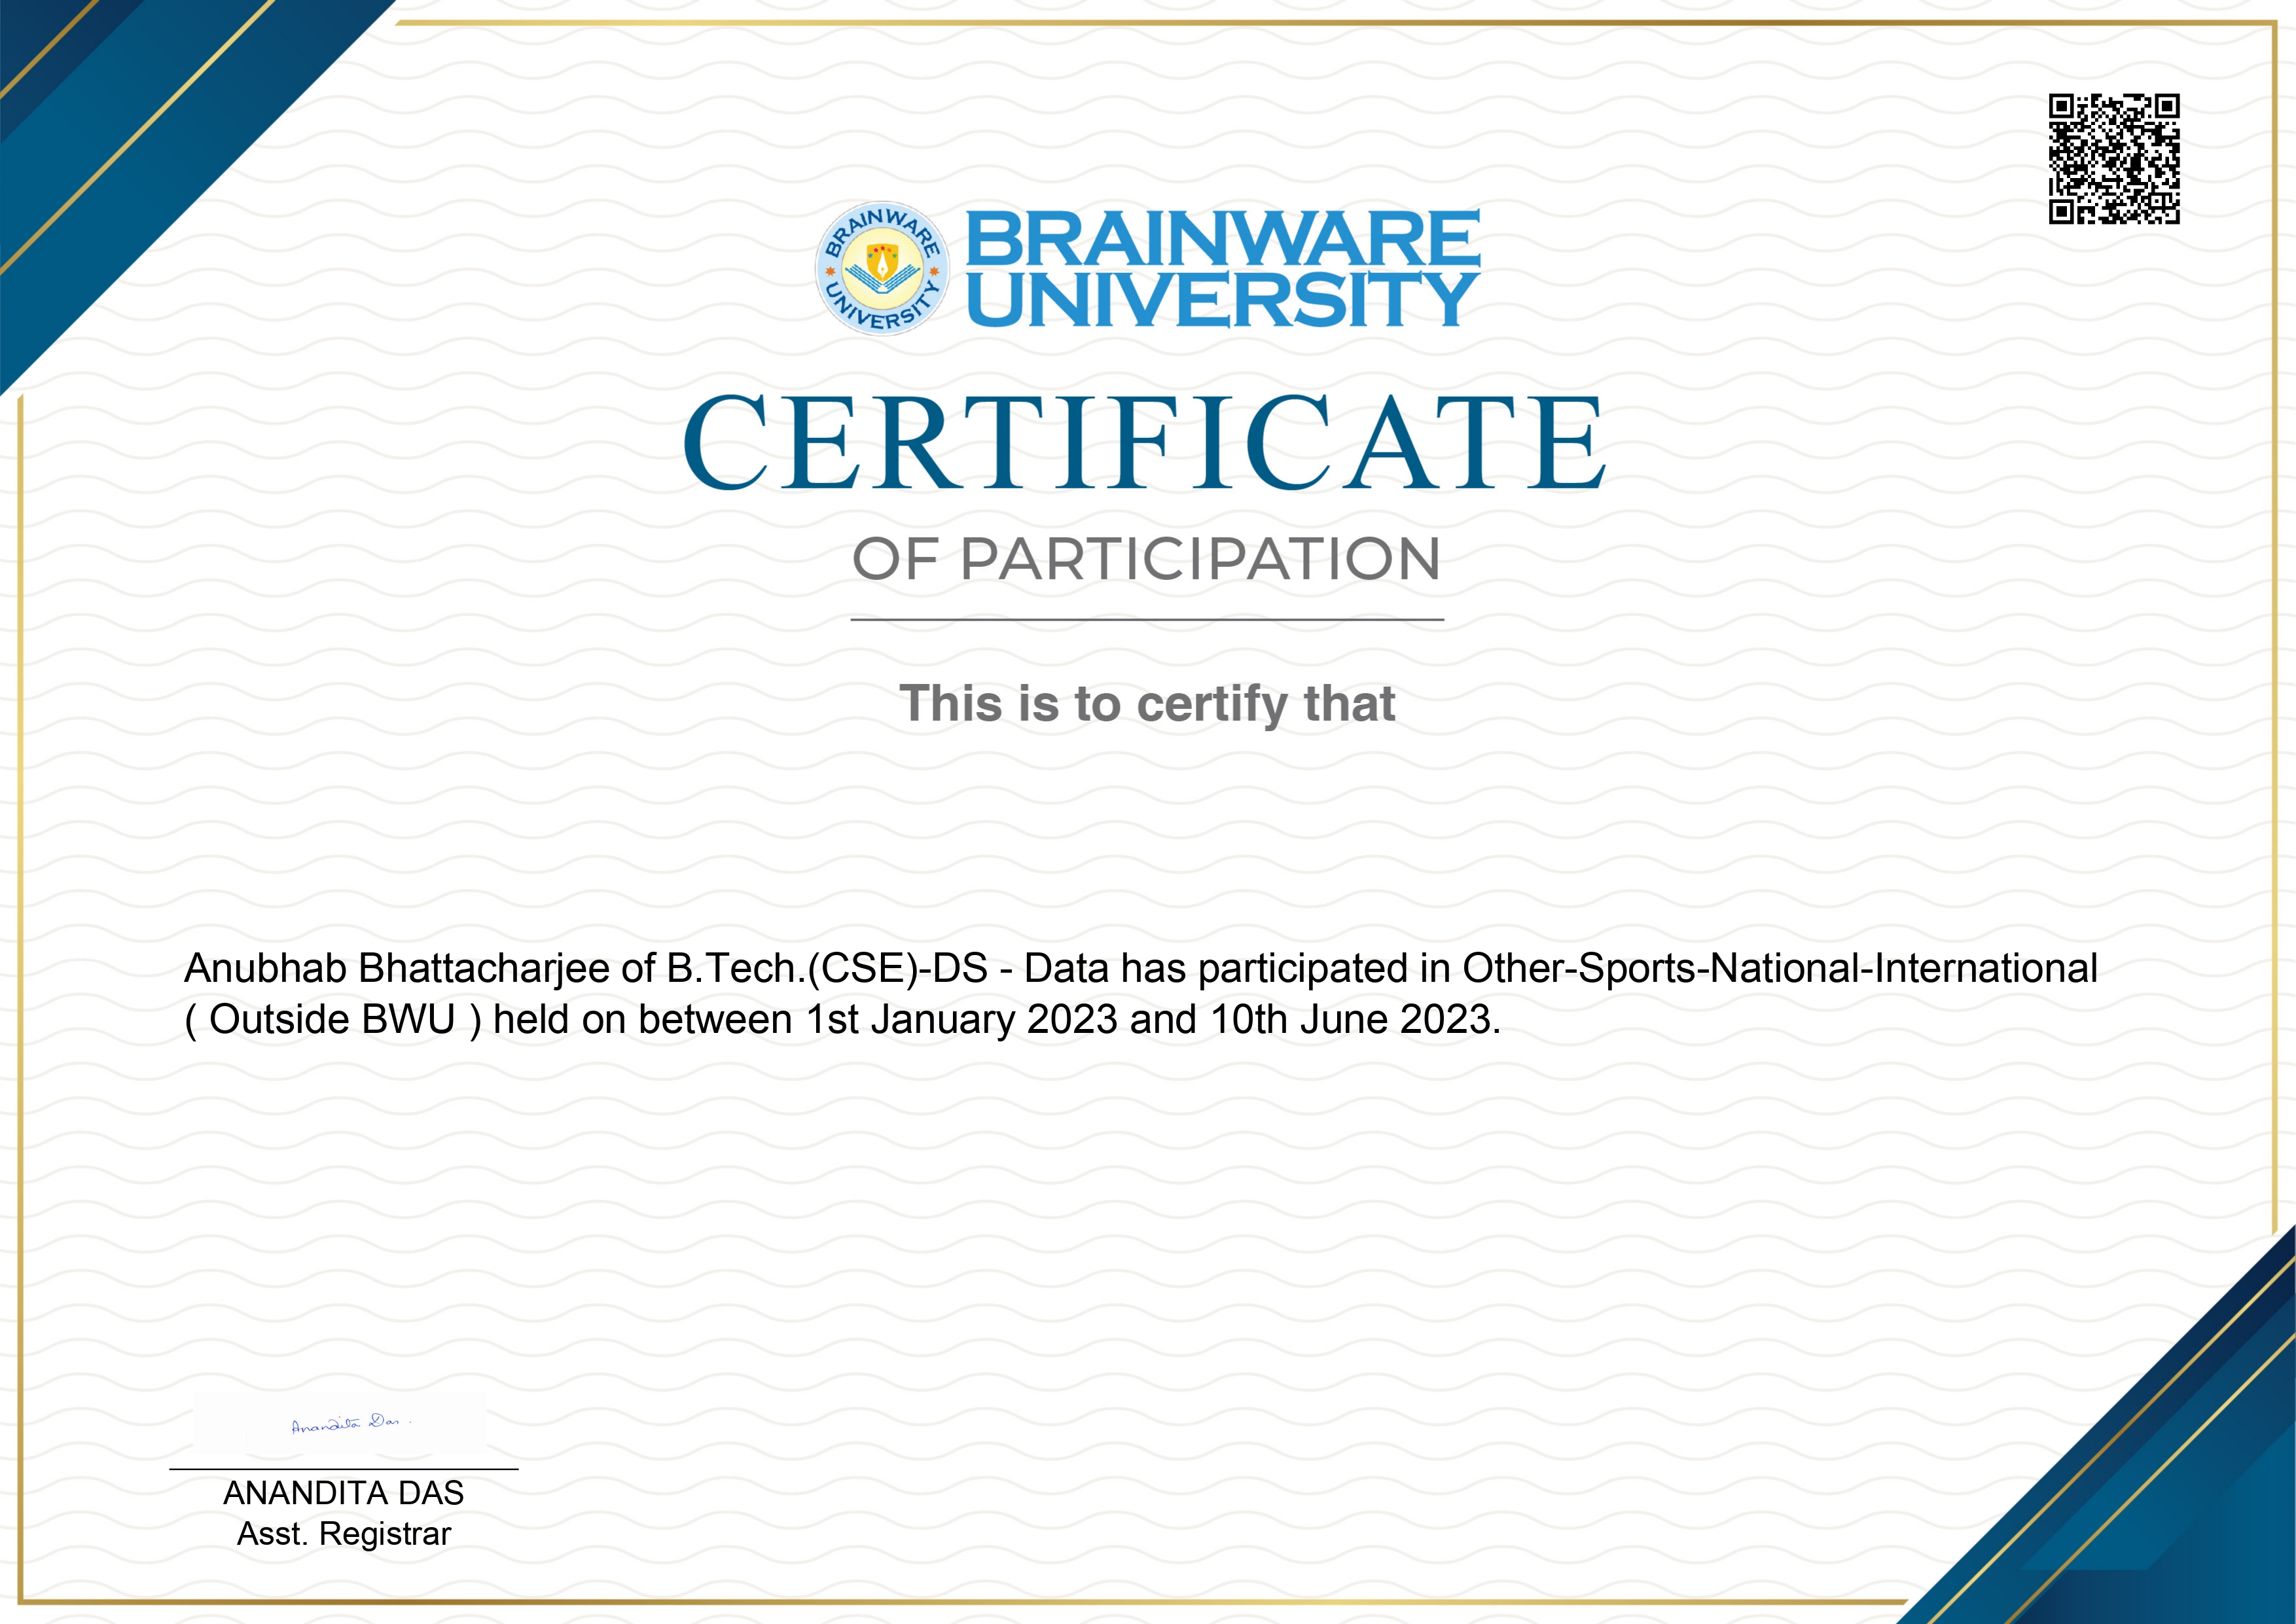 BRAINWARE UNIVERSITY
BRAINWARE
UNIVERSITY
CERTIFICATE
OF PARTICIPATION
This is to certify that
Anubhab Bhattacharjee of B.Tech.(CSE)-DS - Data has participated in Other-Sports-National-International
( Outside BWU ) held on between 1st January 2023 and 10th June 2023.
Anandita Das.
ANANDITA DAS
Asst. Registrar